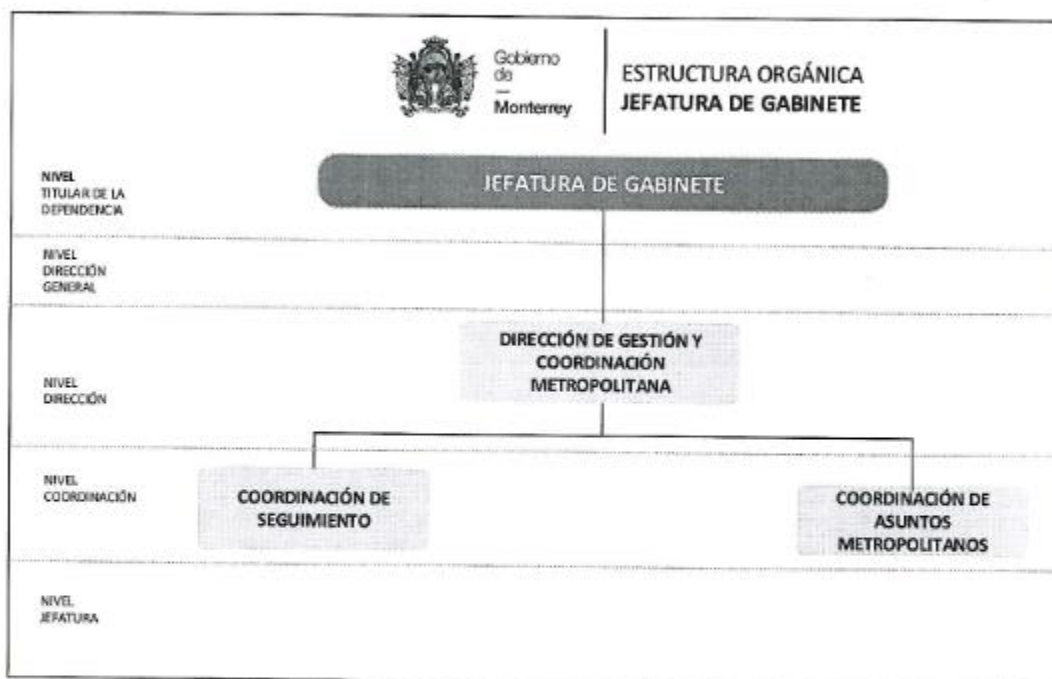 Gobierno
de
—
Monterrey
ESTRUCTURA ORGÁNICA
JEFATURA DE GABINETE
NIVEL
TITULAR DE LA
DEPENDENCIA
JEFATURA DE GABINETE
NIVEL
DIRECCIÓN
GENERAL
NIVEL
DIRECCIÓN
DIRECCIÓN DE GESTIÓN Y
COORDINACIÓN
METROPOLITANA
NIVEL
COORDINACIÓN
COORDINACIÓN DE
SEGUIMIENTO
COORDINACIÓN DE
ASUNTOS
METROPOLITANOS
NIVEL
JEFATURA